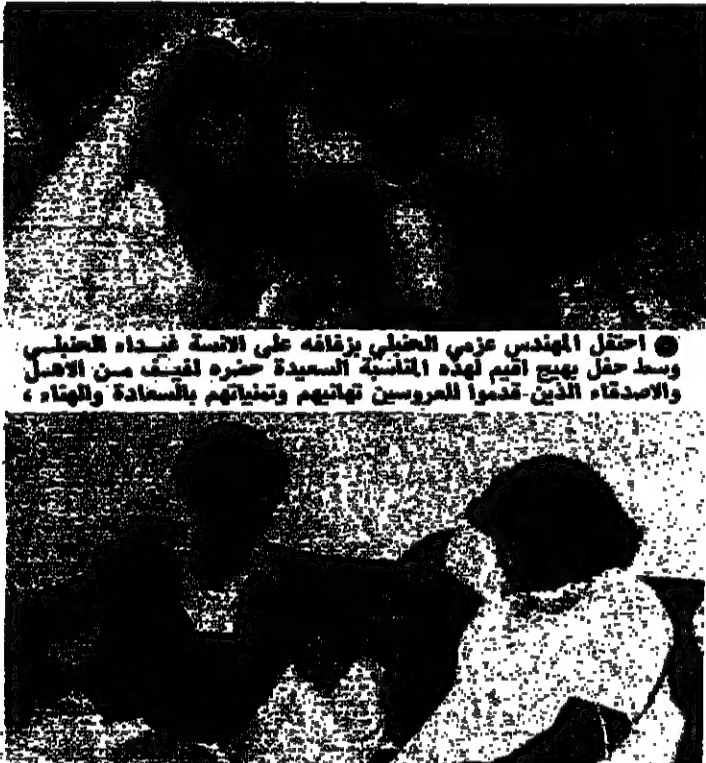 ● احتفل المهندس عزمي الحنبلي بزفافه على الانسة غيداء الحنبلي
وسط حفل بهيج اقيم لهذه المناسبة السعيدة حضره لفيف من الاهل
والاصدقاء الذين قدموا للعروسين تهانيهم وتمنياتهم بالسعادة والهناء ،